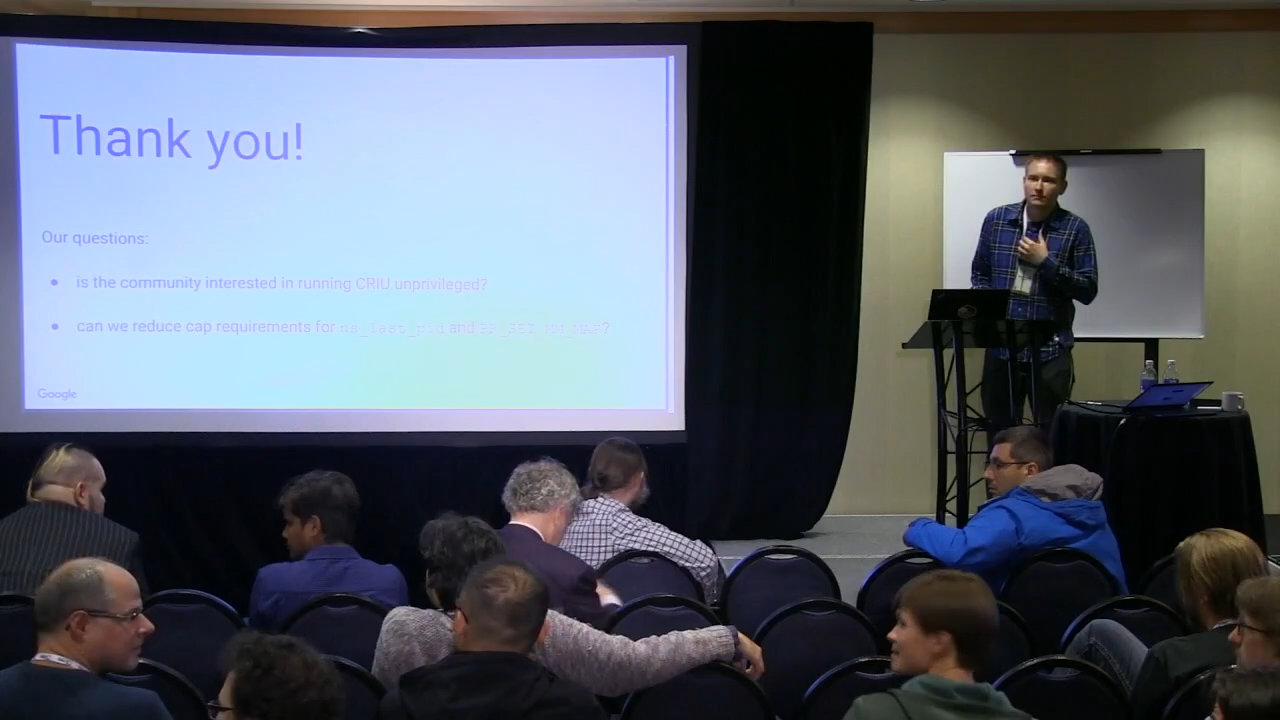 Thank you!
Our questions:
• is the community interested in running CRIU unprivileged?
• can we reduce cap requirements for ns_last_pid and PR_SET_MM_MAP?
Google